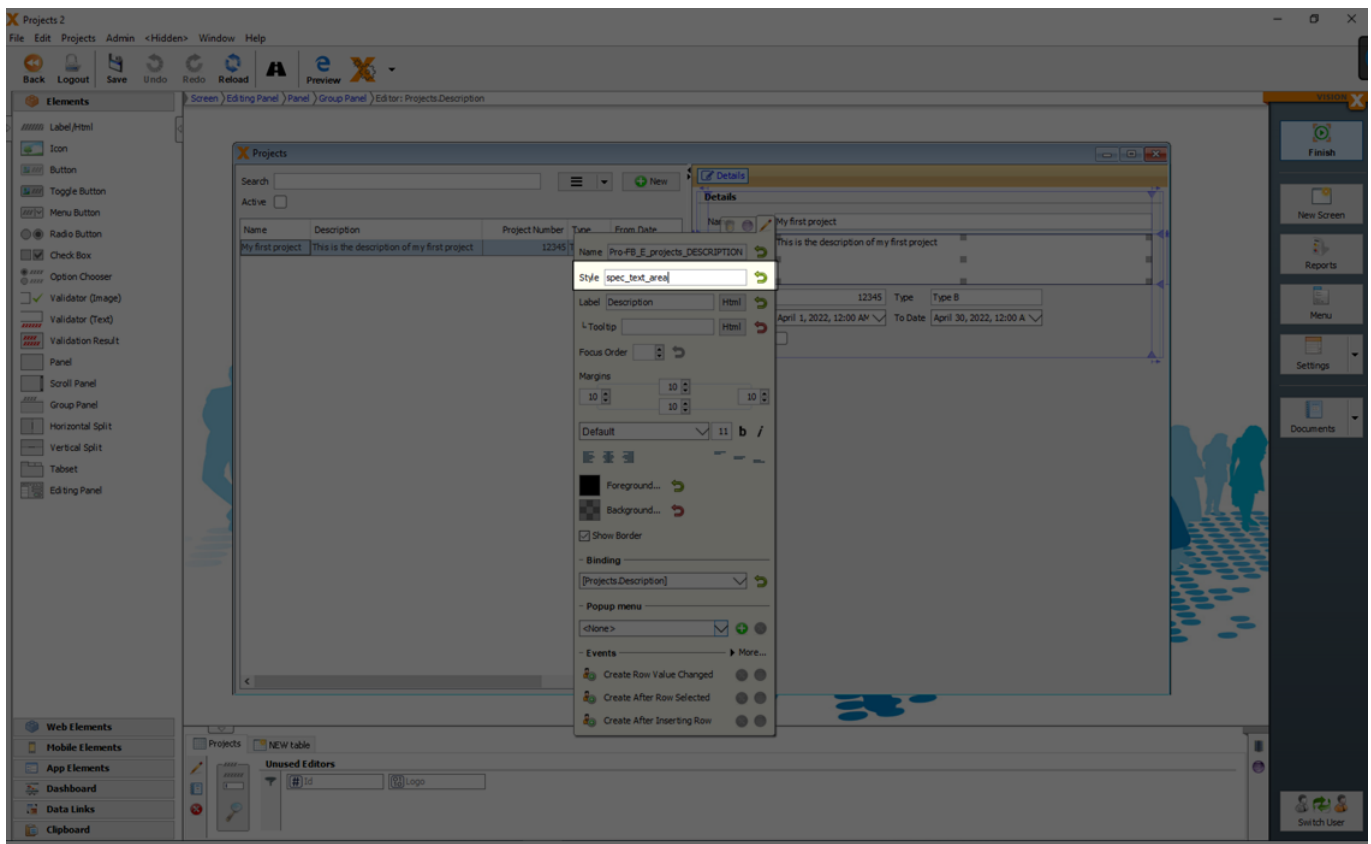 Projects 2
File Edit Projects Admin <Hidden> Window Help
Back Logout Save Undo Redo Reload Preview
Elements
Screen Editing Panel Panel Group Panel Editor: Projects.Description
VISION X
Label/Html
Icon
Button
Toggle Button
Menu Button
Radio Button
Check Box
Option Chooser
Validator (Image)
Validator (Text)
Validation Result
Panel
Scroll Panel
Group Panel
Horizontal Split
Vertical Split
Tabset
Editing Panel
Web Elements
Mobile Elements
App Elements
Dashboard
Data Links
Clipboard
Projects
Search
New
Active
Name Description Project Number Type From Date
My first project This is the description of my first project 12345 T
Details
Details
My first project
This is the description of my first project
12345 Type Type B
April 1, 2022, 12:00 AM To Date April 30, 2022, 12:00 A
Name Pro-FB_E_projects_DESCRIPTION
Style spec_text_area
Label Description Html
Tooltip Html
Focus Order
Margins
10
10 10
10
Default 11 b i
Foreground...
Background...
Show Border
Binding
[Projects.Description]
Popup menu
<None>
Events More...
Create Row Value Changed
Create After Row Selected
Create After Inserting Row
Projects NEW table
Unused Editors
# Id Logo
Finish
New Screen
Reports
Menu
Settings
Documents
Switch User